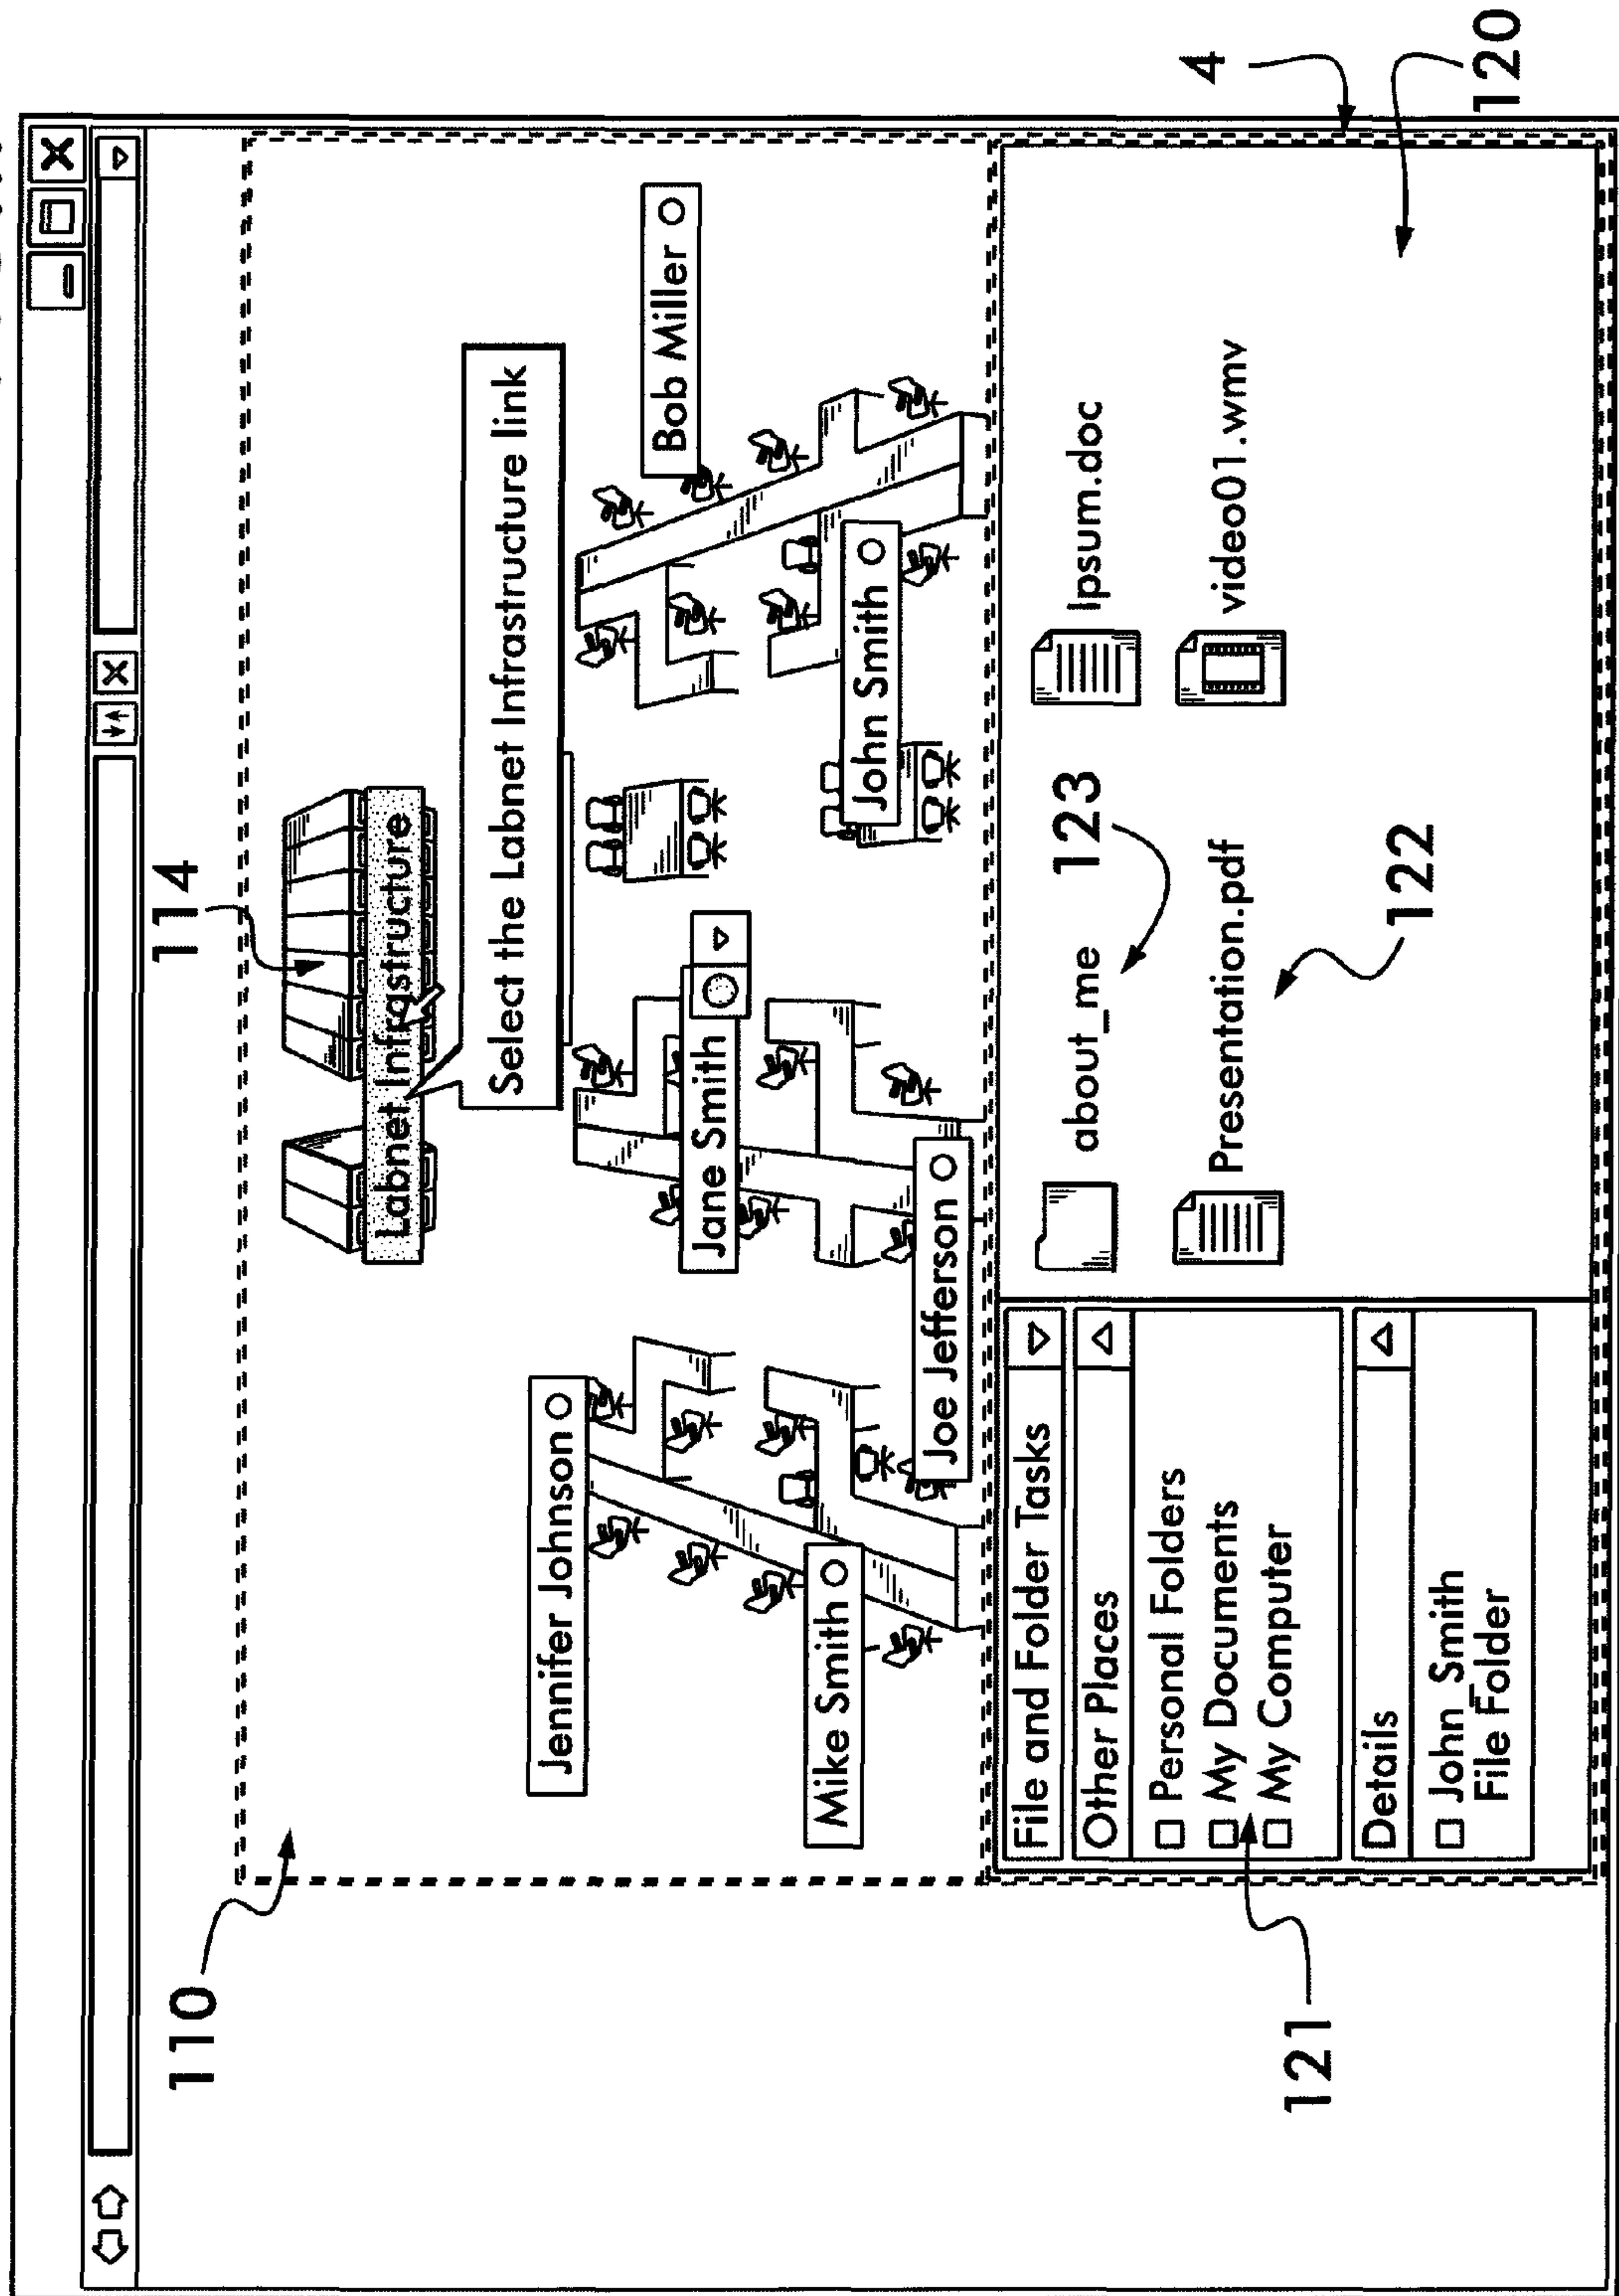 114
110
Labnet Infrastructure
Select the Labnet Infrastructure link
Jennifer Johnson
Bob Miller
Jane Smith
Mike Smith
John Smith
Joe Jefferson
4
120
File and Folder Tasks
Other Places
Personal Folders
My Documents
My Computer
Details
John_Smith
File Folder
121
about_me
123
Ipsum.doc
Presentation.pdf
video01.wmv
122